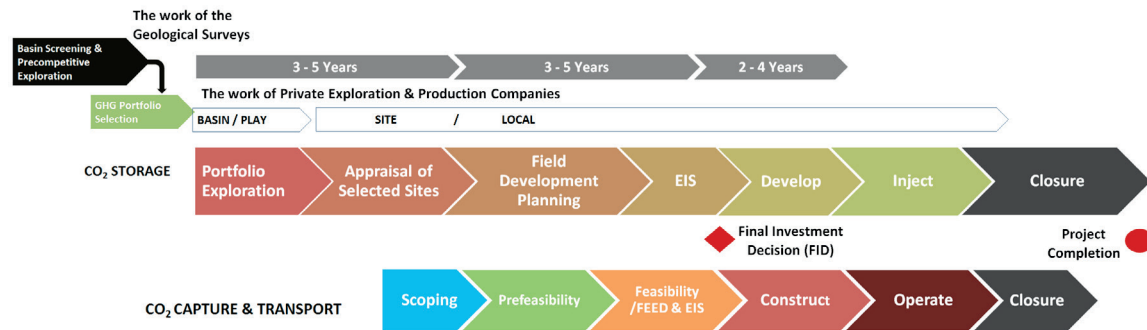 The work of the
Geological Surveys
Basin Screening &
Precompetitive
Exploration
3 - 5 Years
3 - 5 Years
2 - 4 Years
The work of Private Exploration & Production Companies
GHG Portfolio
Selection
BASIN / PLAY
SITE / LOCAL
CO₂ STORAGE
Portfolio
Exploration
Appraisal of
Selected Sites
Field
Development
Planning
EIS
Develop
Inject
Closure
Final Investment
Decision (FID)
Project
Completion
CO₂ CAPTURE & TRANSPORT
Scoping
Prefeasibility
Feasibility
/FEED & EIS
Construct
Operate
Closure